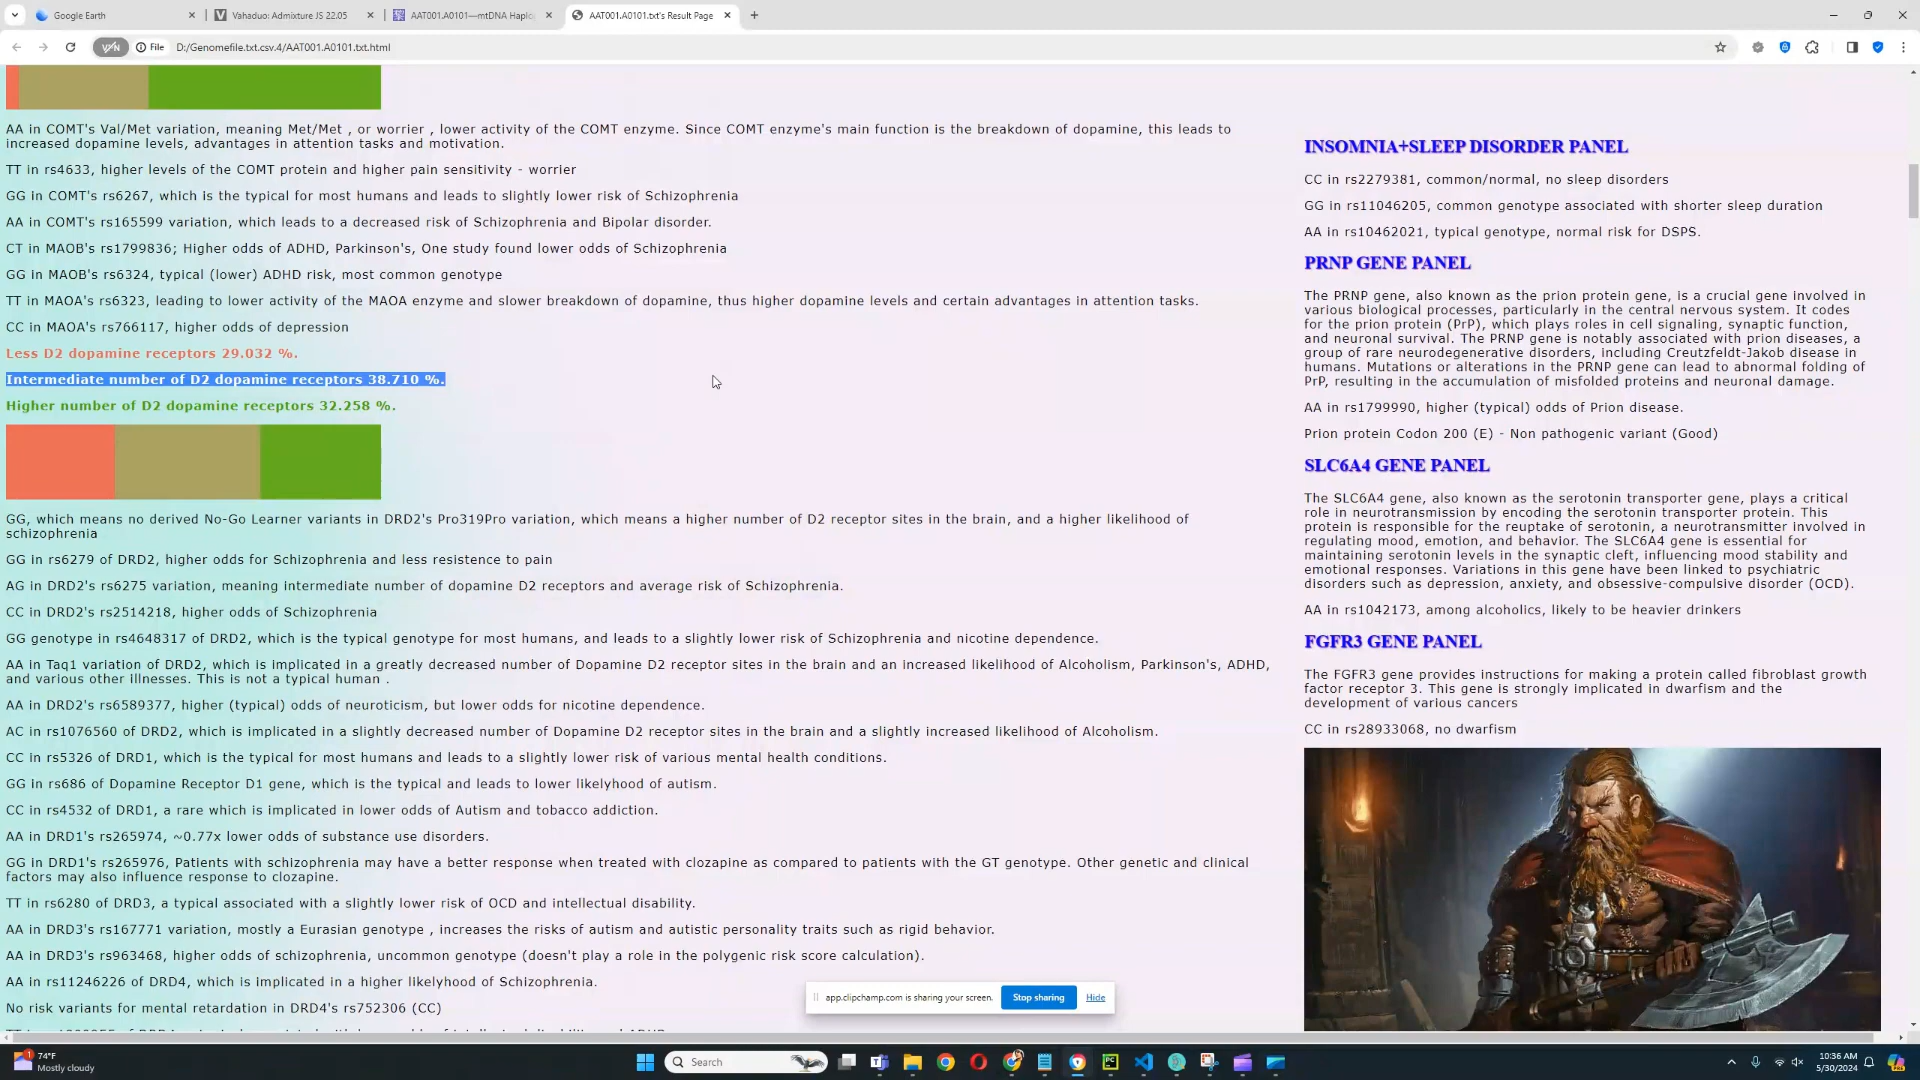 Google Earth
Vahaduo: Admixture JS 22.05
AAT001.A0101—mtDNA Haplo
AAT001.A0101.txt's Result Page
VPN
File
D:/Genomefile.txt.csv.4/AAT001.A0101.txt.html
AA in COMT's Val/Met variation, meaning Met/Met , or worrier , lower activity of the COMT enzyme. Since COMT enzyme's main function is the breakdown of dopamine, this leads to
increased dopamine levels, advantages in attention tasks and motivation.
TT in rs4633, higher levels of the COMT protein and higher pain sensitivity - worrier
GG in COMT's rs6267, which is the typical for most humans and leads to slightly lower risk of Schizophrenia
AA in COMT's rs165599 variation, which leads to a decreased risk of Schizophrenia and Bipolar disorder.
CT in MAOB's rs1799836; Higher odds of ADHD, Parkinson's, One study found lower odds of Schizophrenia
GG in MAOB's rs6324, typical (lower) ADHD risk, most common genotype
TT in MAOA's rs6323, leading to lower activity of the MAOA enzyme and slower breakdown of dopamine, thus higher dopamine levels and certain advantages in attention tasks.
CC in MAOA's rs766117, higher odds of depression
Less D2 dopamine receptors 29.032 %.
Intermediate number of D2 dopamine receptors 38.710 %.
Higher number of D2 dopamine receptors 32.258 %.
GG, which means no derived No-Go Learner variants in DRD2's Pro319Pro variation, which means a higher number of D2 receptor sites in the brain, and a higher likelihood of
schizophrenia
GG in rs6279 of DRD2, higher odds for Schizophrenia and less resistence to pain
AG in DRD2's rs6275 variation, meaning intermediate number of dopamine D2 receptors and average risk of Schizophrenia.
CC in DRD2's rs2514218, higher odds of Schizophrenia
GG genotype in rs4648317 of DRD2, which is the typical genotype for most humans, and leads to a slightly lower risk of Schizophrenia and nicotine dependence.
AA in Taq1 variation of DRD2, which is implicated in a greatly decreased number of Dopamine D2 receptor sites in the brain and an increased likelihood of Alcoholism, Parkinson's, ADHD,
and various other illnesses. This is not a typical human .
AA in DRD2's rs6589377, higher (typical) odds of neuroticism, but lower odds for nicotine dependence.
AC in rs1076560 of DRD2, which is implicated in a slightly decreased number of Dopamine D2 receptor sites in the brain and a slightly increased likelihood of Alcoholism.
CC in rs5326 of DRD1, which is the typical for most humans and leads to a slightly lower risk of various mental health conditions.
GG in rs686 of Dopamine Receptor D1 gene, which is the typical and leads to lower likelyhood of autism.
CC in rs4532 of DRD1, a rare which is implicated in lower odds of Autism and tobacco addiction.
AA in DRD1's rs265974, ~0.77x lower odds of substance use disorders.
GG in DRD1's rs265976, Patients with schizophrenia may have a better response when treated with clozapine as compared to patients with the GT genotype. Other genetic and clinical
factors may also influence response to clozapine.
TT in rs6280 of DRD3, a typical associated with a slightly lower risk of OCD and intellectual disability.
AA in DRD3's rs167771 variation, mostly a Eurasian genotype , increases the risks of autism and autistic personality traits such as rigid behavior.
AA in DRD3's rs963468, higher odds of schizophrenia, uncommon genotype (doesn't play a role in the polygenic risk score calculation).
AA in rs11246226 of DRD4, which is Implicated in a higher likelyhood of Schizophrenia.
No risk variants for mental retardation in DRD4's rs752306 (CC)
INSOMNIA+SLEEP DISORDER PANEL
CC in rs2279381, common/normal, no sleep disorders
GG in rs11046205, common genotype associated with shorter sleep duration
AA in rs10462021, typical genotype, normal risk for DSPS.
PRNP GENE PANEL
The PRNP gene, also known as the prion protein gene, is a crucial gene involved in
various biological processes, particularly in the central nervous system. It codes
for the prion protein (PrP), which plays roles in cell signaling, synaptic function,
and neuronal survival. The PRNP gene is notably associated with prion diseases, a
group of rare neurodegenerative disorders, including Creutzfeldt-Jakob disease in
humans. Mutations or alterations in the PRNP gene can lead to abnormal folding of
PrP, resulting in the accumulation of misfolded proteins and neuronal damage.
AA in rs1799990, higher (typical) odds of Prion disease.
Prion protein Codon 200 (E) - Non pathogenic variant (Good)
SLC6A4 GENE PANEL
The SLC6A4 gene, also known as the serotonin transporter gene, plays a critical
role in neurotransmission by encoding the serotonin transporter protein. This
protein is responsible for the reuptake of serotonin, a neurotransmitter involved in
regulating mood, emotion, and behavior. The SLC6A4 gene is essential for
maintaining serotonin levels in the synaptic cleft, influencing mood stability and
emotional responses. Variations in this gene have been linked to psychiatric
disorders such as depression, anxiety, and obsessive-compulsive disorder (OCD).
AA in rs1042173, among alcoholics, likely to be heavier drinkers
FGFR3 GENE PANEL
The FGFR3 gene provides instructions for making a protein called fibroblast growth
factor receptor 3. This gene is strongly implicated in dwarfism and the
development of various cancers
CC in rs28933068, no dwarfism
app.clipchamp.com is sharing your screen.
Stop sharing
Hide
1
74°F
Mostly cloudy
Search
10:36 AM
5/30/2024